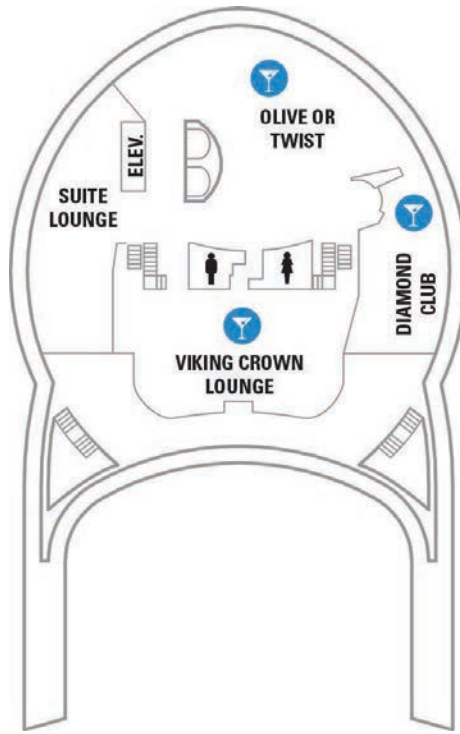 OLIVE OR
TWIST
ELEV.
SUITE
LOUNGE
DIAMOND
CLUB
VIKING CROWN
LOUNGE